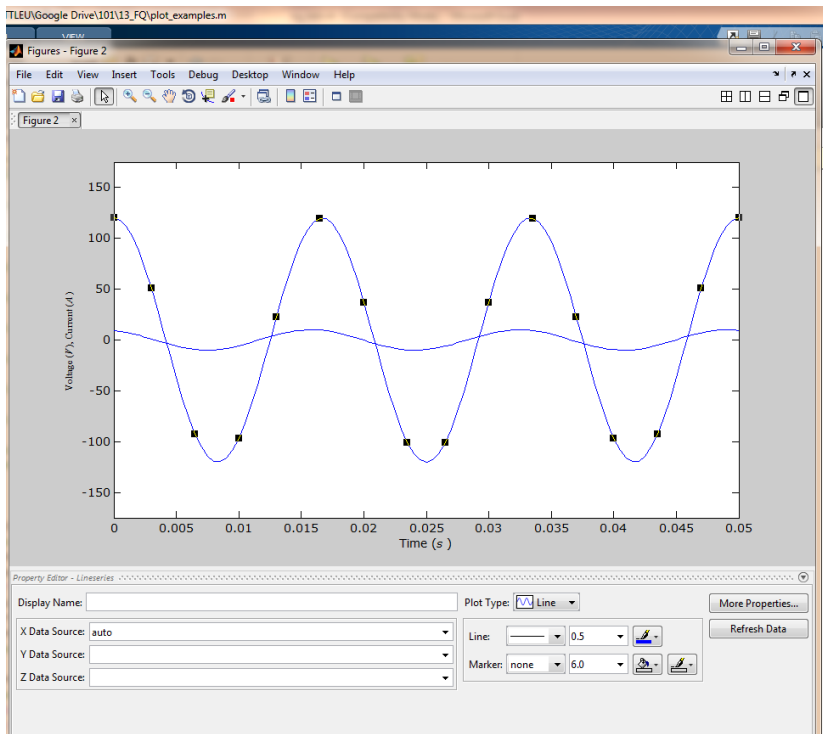 TTLEU\Google Drive\101\13_FQ\plot_examples.m
VIEW
Figures - Figure 2
File Edit View Insert Tools Debug Desktop Window Help
Figure 2
150
100
50
0
-50
-100
-150
Voltage (V), Current (A)
0 0.005 0.01 0.015 0.02 0.025 0.03 0.035 0.04 0.045 0.05
Time (s )
Property Editor - Lineseries
Display Name: Plot Type: Line More Properties...
X Data Source: auto Line: 0.5 Refresh Data
Y Data Source: Marker: none 6.0
Z Data Source: